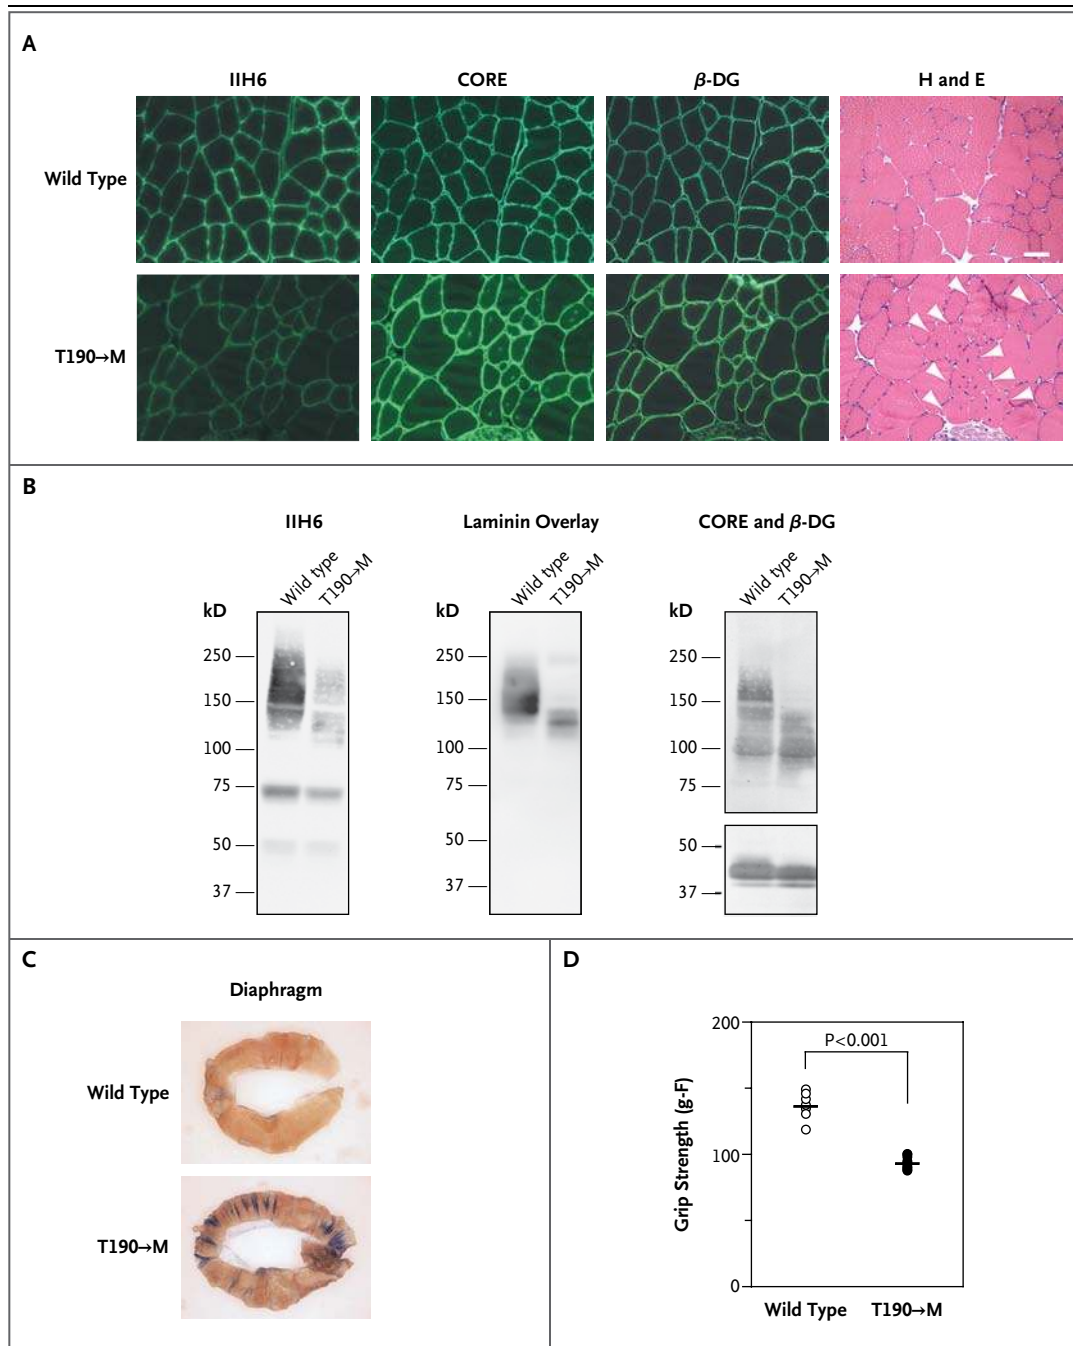 A
IIH6 CORE β-DG H and E
Wild Type
T190→M
B
IIH6 Laminin Overlay CORE and β-DG
Wild type T190→M Wild type T190→M Wild type T190→M
kD kD kD
250 250 250
150 150 150
100 100 100
75 75 75
50 50 50
37 37 37
C D
Diaphragm
Wild Type
T190→M
200
P<0.001
Grip Strength (g-F)
100
0
Wild Type T190→M